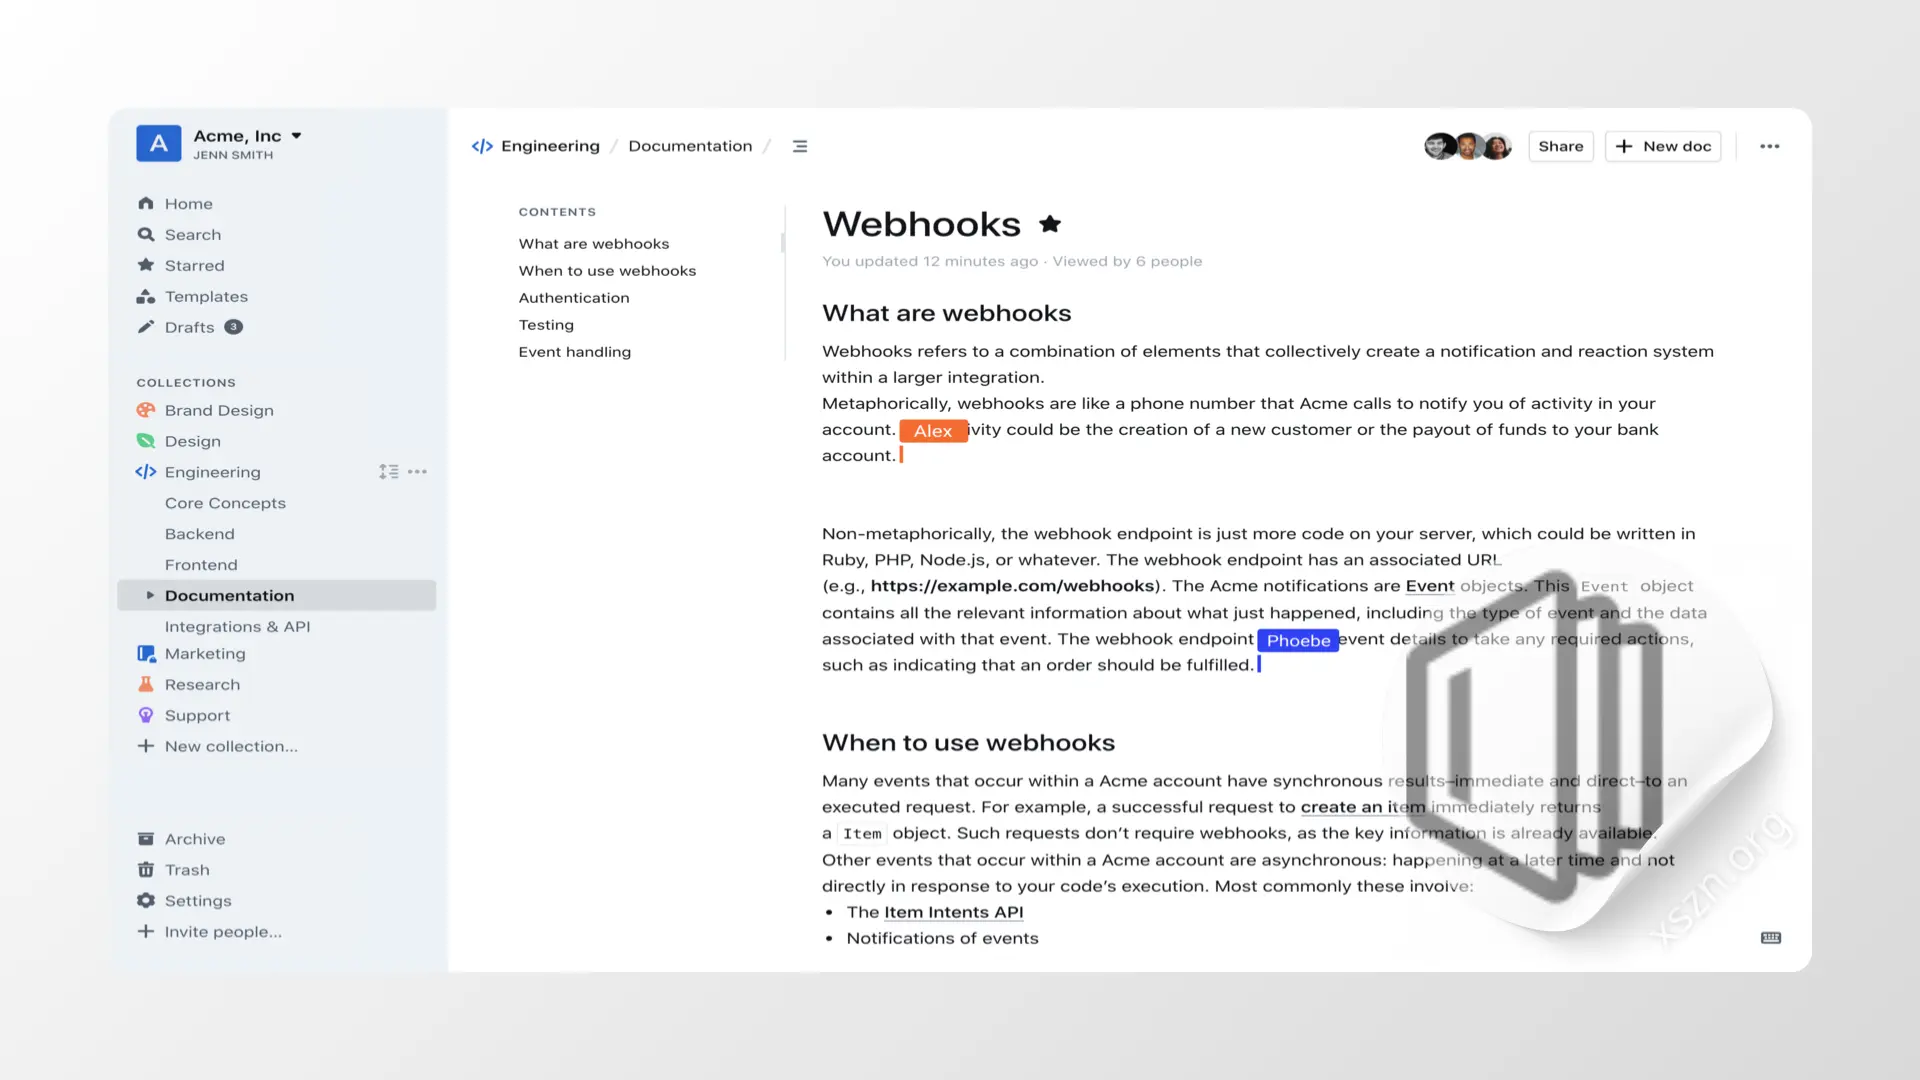 A
Acme, Inc
JENN SMITH
Home
Search
Starred
Templates
Drafts 3
COLLECTIONS
Brand Design
Design
Engineering
Core Concepts
Backend
Frontend
Documentation
Integrations & API
Marketing
Research
Support
New collection...
Archive
Trash
Settings
Invite people...
</> Engineering / Documentation /
Share
+ New doc
CONTENTS
What are webhooks
When to use webhooks
Authentication
Testing
Event handling
Webhooks
You updated 12 minutes ago · Viewed by 6 people
What are webhooks
Webhooks refers to a combination of elements that collectively create a notification and reaction system
within a larger integration.
Metaphorically, webhooks are like a phone number that Acme calls to notify you of activity in your
account. Alex ivity could be the creation of a new customer or the payout of funds to your bank
account.
Non-metaphorically, the webhook endpoint is just more code on your server, which could be written in
Ruby, PHP, Node.js, or whatever. The webhook endpoint has an associated URL
(e.g., https://example.com/webhooks). The Acme notifications are Event objects. This Event object
contains all the relevant information about what just happened, including the type of event and the data
associated with that event. The webhook endpoint Phoebe event details to take any required actions,
such as indicating that an order should be fulfilled.
When to use webhooks
Many events that occur within a Acme account have synchronous results–immediate and direct–to an
executed request. For example, a successful request to create an item immediately returns
a Item object. Such requests don’t require webhooks, as the key information is already available.
Other events that occur within a Acme account are asynchronous: happening at a later time and not
directly in response to your code’s execution. Most commonly these involve:
• The Item Intents API
• Notifications of events
xszn.org